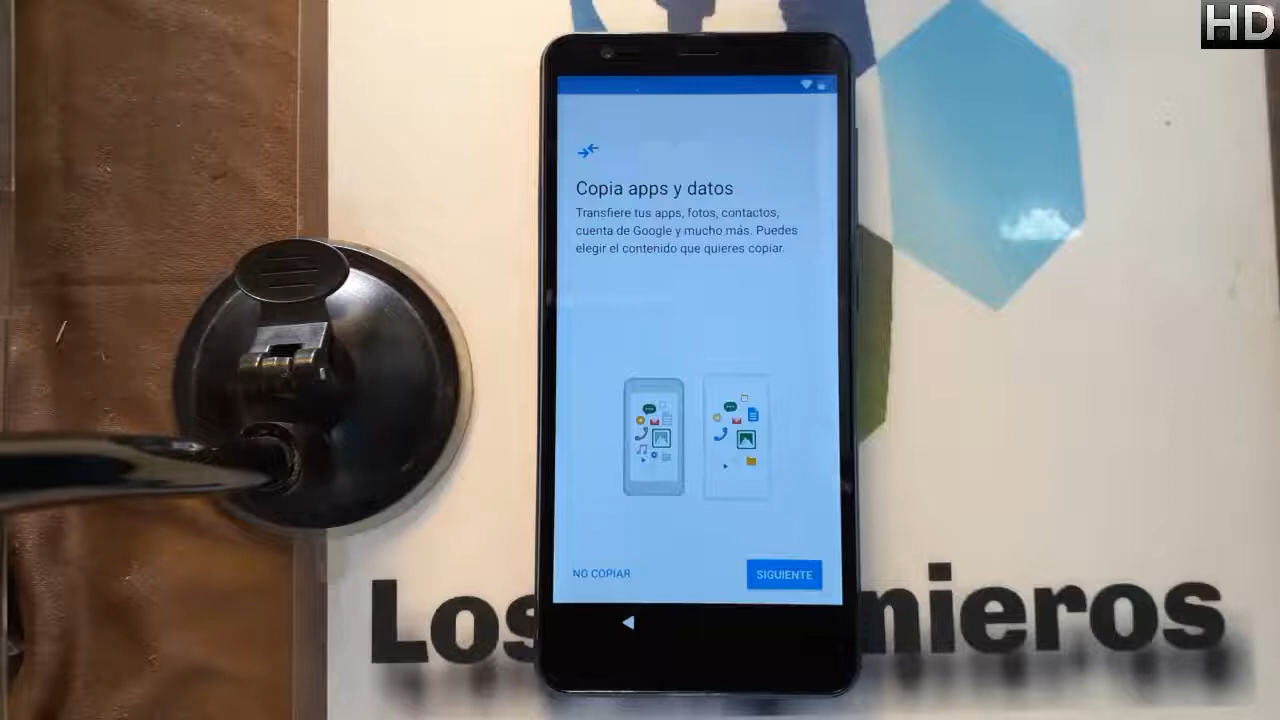 HD
Copia apps y datos
Transfiere tus apps, fotos, contactos,
cuenta de Google y mucho más. Puedes
elegir el contenido que quieres copiar.
NO COPIAR
SIGUIENTE
Los nieros